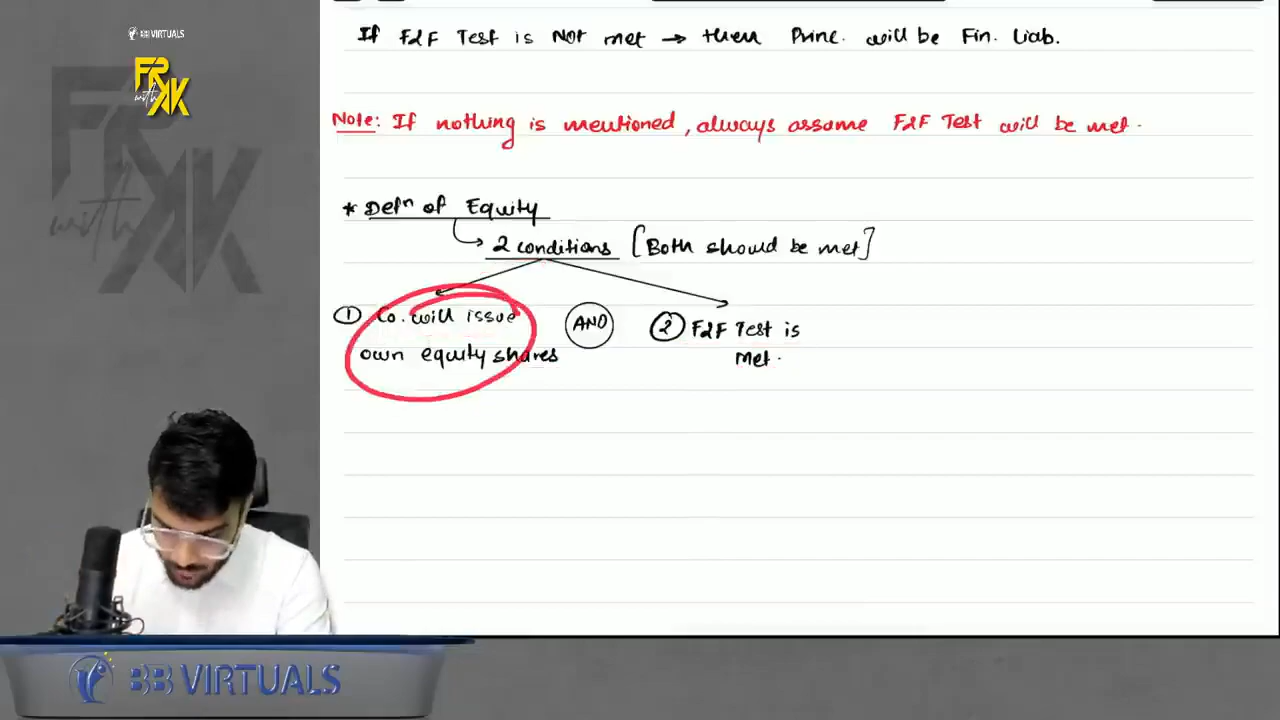 BB VIRTUALS
FR
with KK
If F2F Test is Not met → then Princ. will be Fin. Liab.
Note: If nothing is mentioned, always assume F2F Test will be met.
* Defn of Equity
→ 2 conditions [Both should be met]
① Co. will issue own equity shares
AND
② F2F Test is
met.
BB VIRTUALS